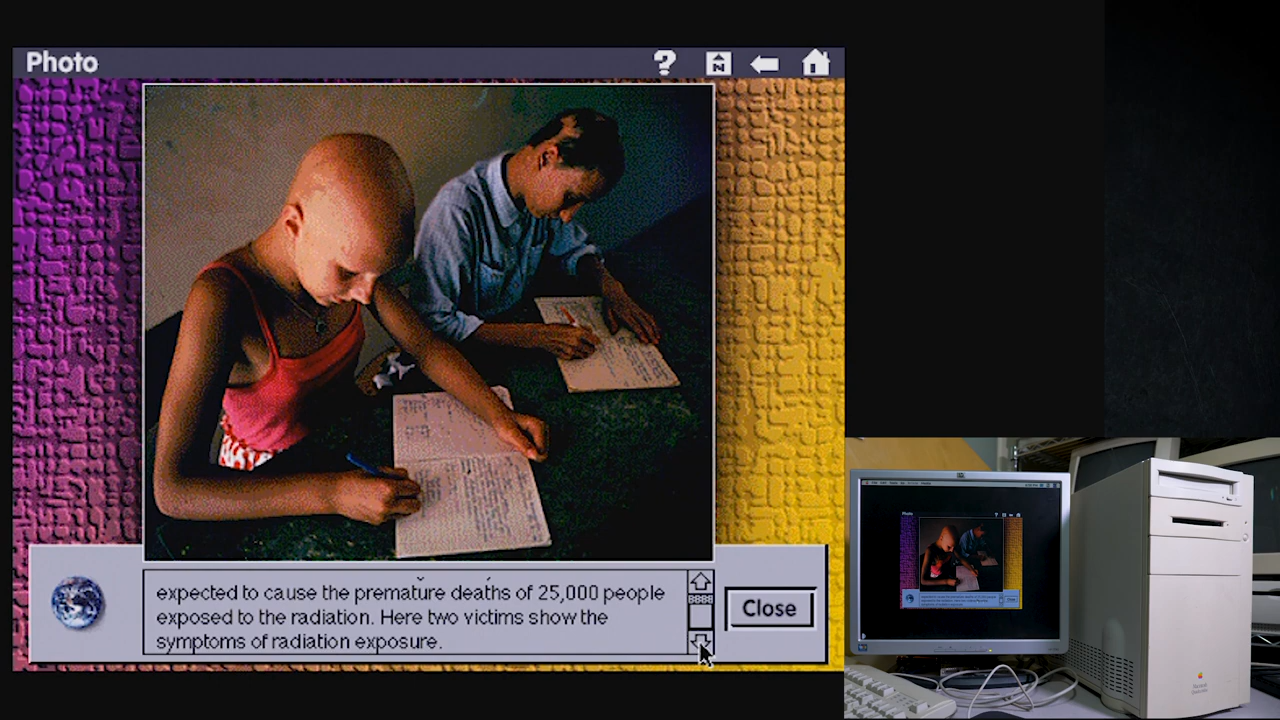 Photo
expected to cause the premature deaths of 25,000 people
exposed to the radiation. Here two victims show the
symptoms of radiation exposure.
Close